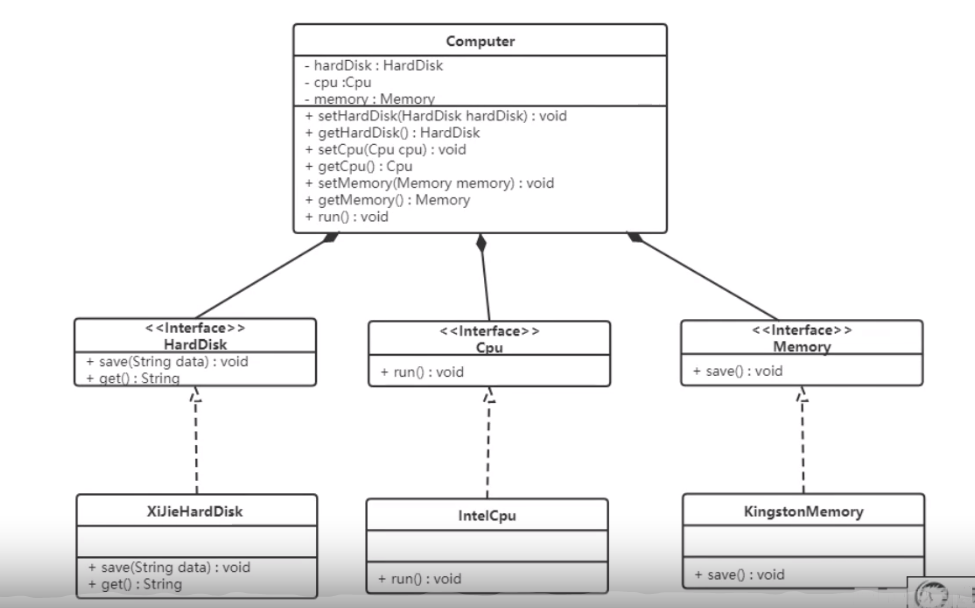 Computer
- hardDisk : HardDisk
- cpu :Cpu
- memory : Memory
+ setHardDisk(HardDisk hardDisk) : void
+ getHardDisk() : HardDisk
+ setCpu(Cpu cpu) : void
+ getCpu() : Cpu
+ setMemory(Memory memory) : void
+ getMemory() : Memory
+ run() : void
<<Interface>>
HardDisk
+ save(String data) : void
+ get() : String
<<Interface>>
Cpu
+ run() : void
<<Interface>>
Memory
+ save() : void
XiJieHardDisk
+ save(String data) : void
+ get() : String
IntelCpu
+ run() : void
KingstonMemory
+ save() : void